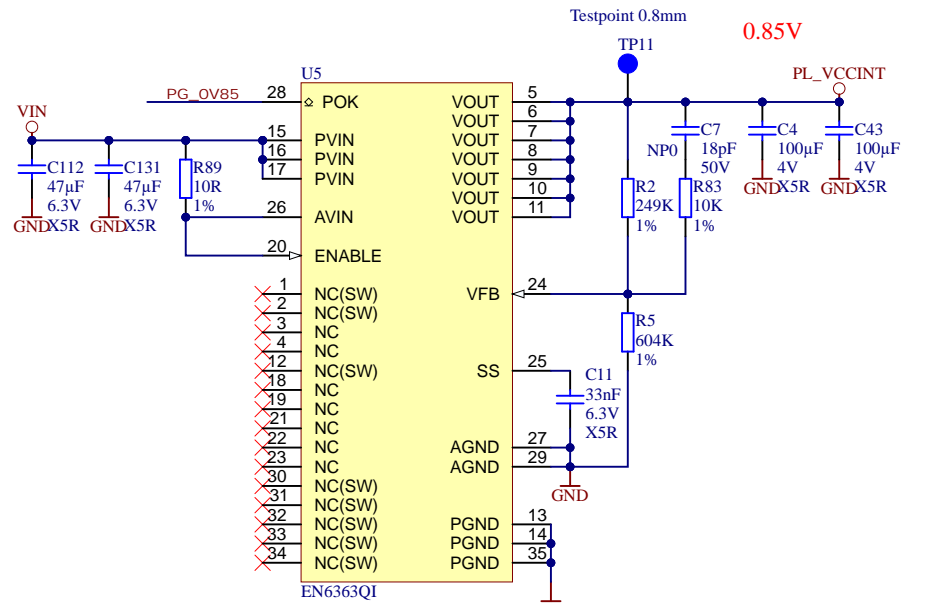 Testpoint 0.8mm
0.85V
TP11
PL_VCCINT
U5
PG_0V85
28
POK
VIN
15
PVIN
16
PVIN
17
PVIN
C112
47µF
6.3V
X5R
GND
C131
47µF
6.3V
X5R
GND
R89
10R
1%
26
AVIN
20
ENABLE
1
NC(SW)
2
NC(SW)
3
NC
4
NC
12
NC(SW)
18
NC
19
NC
21
NC
22
NC
23
NC
30
NC(SW)
31
NC(SW)
32
NC(SW)
33
NC(SW)
34
NC(SW)
VOUT
5
VOUT
6
VOUT
7
VOUT
8
VOUT
9
VOUT
10
VOUT
11
C7
18pF
NP0
50V
C4
100µF
4V
X5R
GND
C43
100µF
4V
X5R
GND
R2
249K
1%
R83
10K
1%
VFB
24
R5
604K
1%
SS
25
C11
33nF
6.3V
X5R
AGND
27
AGND
29
GND
PGND
13
PGND
14
PGND
35
EN6363QI